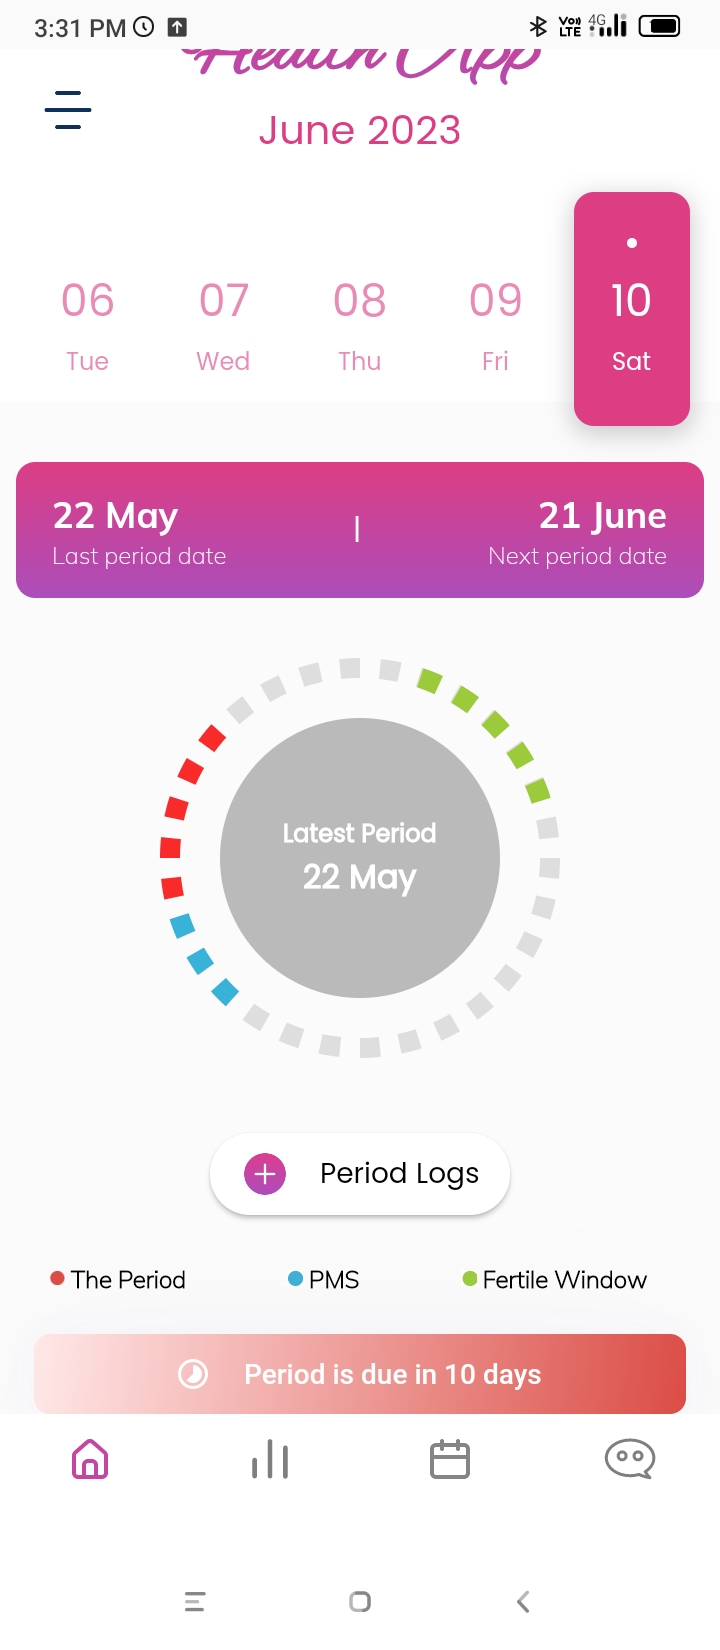 3:31 PM
Vo) LTE 4G
Health App
June 2023
06 07 08 09 10
Tue Wed Thu Fri Sat
22 May | 21 June
Last period date Next period date
Latest Period
22 May
Period Logs
The Period PMS Fertile Window
Period is due in 10 days